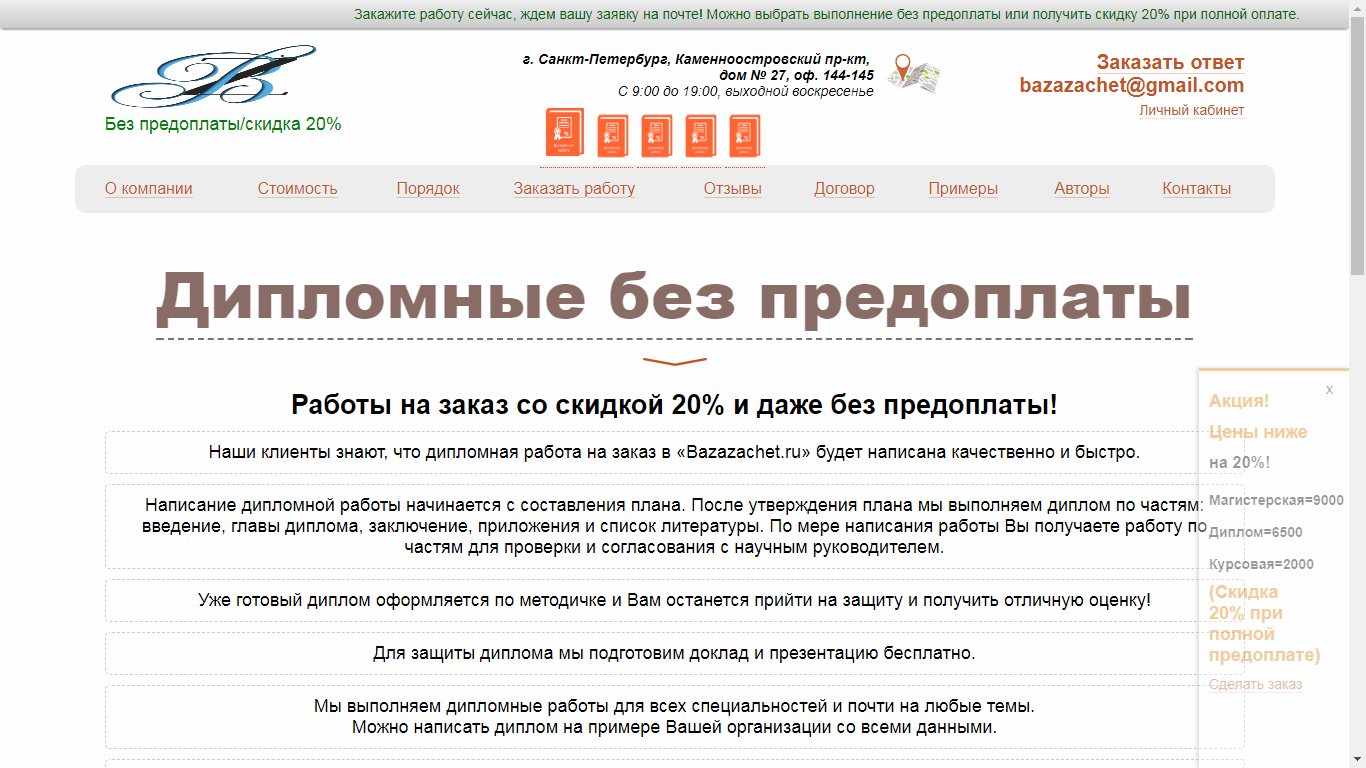 Закажите работу сейчас, ждем вашу заявку на почте! Можно выбрать выполнение без предоплаты или получить скидку 20% при полной оплате.
Без предоплаты/скидка 20%
г. Санкт-Петербург, Каменноостровский пр-кт,
дом № 27, оф. 144-145
С 9:00 до 19:00, выходной воскресенье
Заказать ответ
bazazachet@gmail.com
Личный кабинет
О компании
Стоимость
Порядок
Заказать работу
Отзывы
Договор
Примеры
Авторы
Контакты
Дипломные без предоплаты
Работы на заказ со скидкой 20% и даже без предоплаты!
Наши клиенты знают, что дипломная работа на заказ в «Bazazachet.ru» будет написана качественно и быстро.
Написание дипломной работы начинается с составления плана. После утверждения плана мы выполняем диплом по частям:
введение, главы диплома, заключение, приложения и список литературы. По мере написания работы Вы получаете работу по
частям для проверки и согласования с научным руководителем.
Уже готовый диплом оформляется по методичке и Вам останется прийти на защиту и получить отличную оценку!
Для защиты диплома мы подготовим доклад и презентацию бесплатно.
Мы выполняем дипломные работы для всех специальностей и почти на любые темы.
Можно написать диплом на примере Вашей организации со всеми данными.
x
Акция!
Цены ниже
на 20%!
Магистерская=9000
Диплом=6500
Курсовая=2000
(Скидка
20% при
полной
предоплате)
Сделать заказ